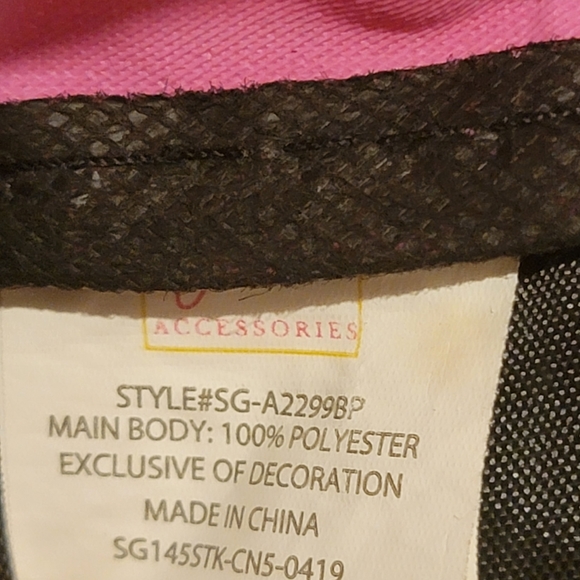 ACCESSORIES
STYLE#SG-A2299BP
MAIN BODY: 100% POLYESTER
EXCLUSIVE OF DECORATION
MADE IN CHINA
SG145STK-CN5-0419